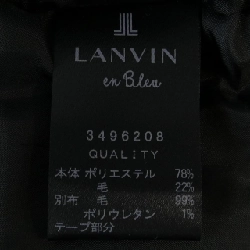 LANVIN
en Bleu
3496208
QUALITY
本体 ポリエステル 78%
毛 22%
別布 毛 99%
ポリウレタン 1%
テープ部分